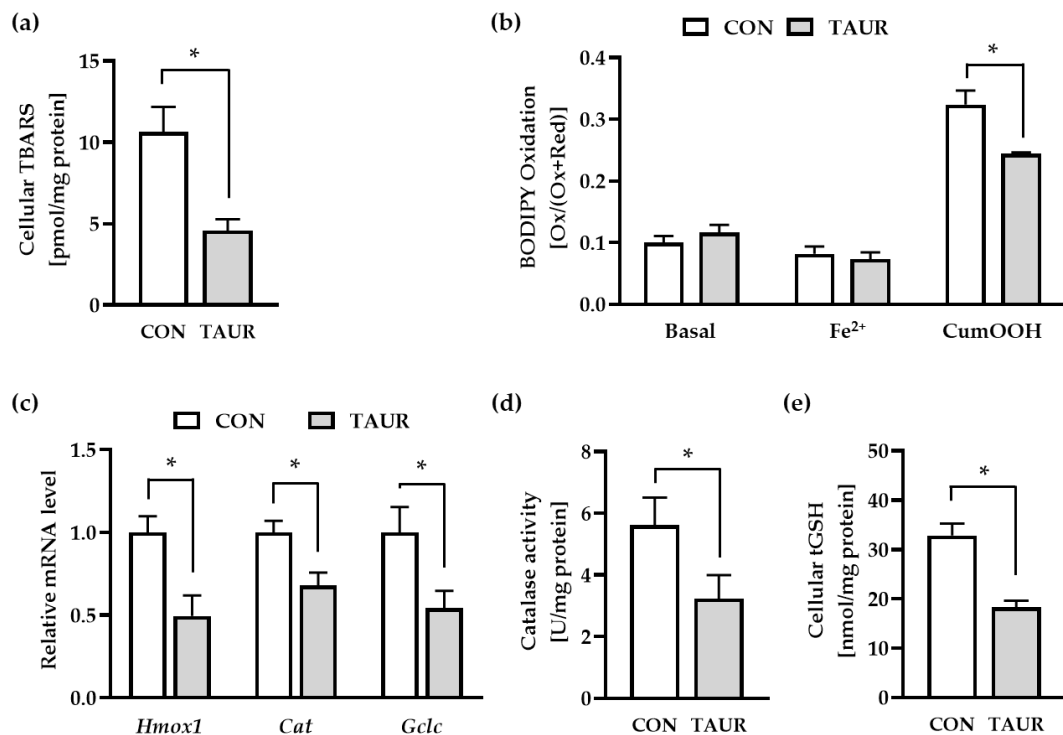 (a)
*
15
10
5
0
Cellular TBARS
[pmol/mg protein]
CON TAUR
(b)
CON TAUR
*
0.4
0.3
0.2
0.1
0.0
BODIPY Oxidation
[Ox/(Ox+Red)]
Basal Fe²⁺ CumOOH
(c)
CON TAUR
* * *
1.5
1.0
0.5
0.0
Relative mRNA level
Hmox1 Cat Gclc
(d)
*
8
6
4
2
0
Catalase activity
[U/mg protein]
CON TAUR
(e)
*
50
40
30
20
10
0
Cellular tGSH
[nmol/mg protein]
CON TAUR